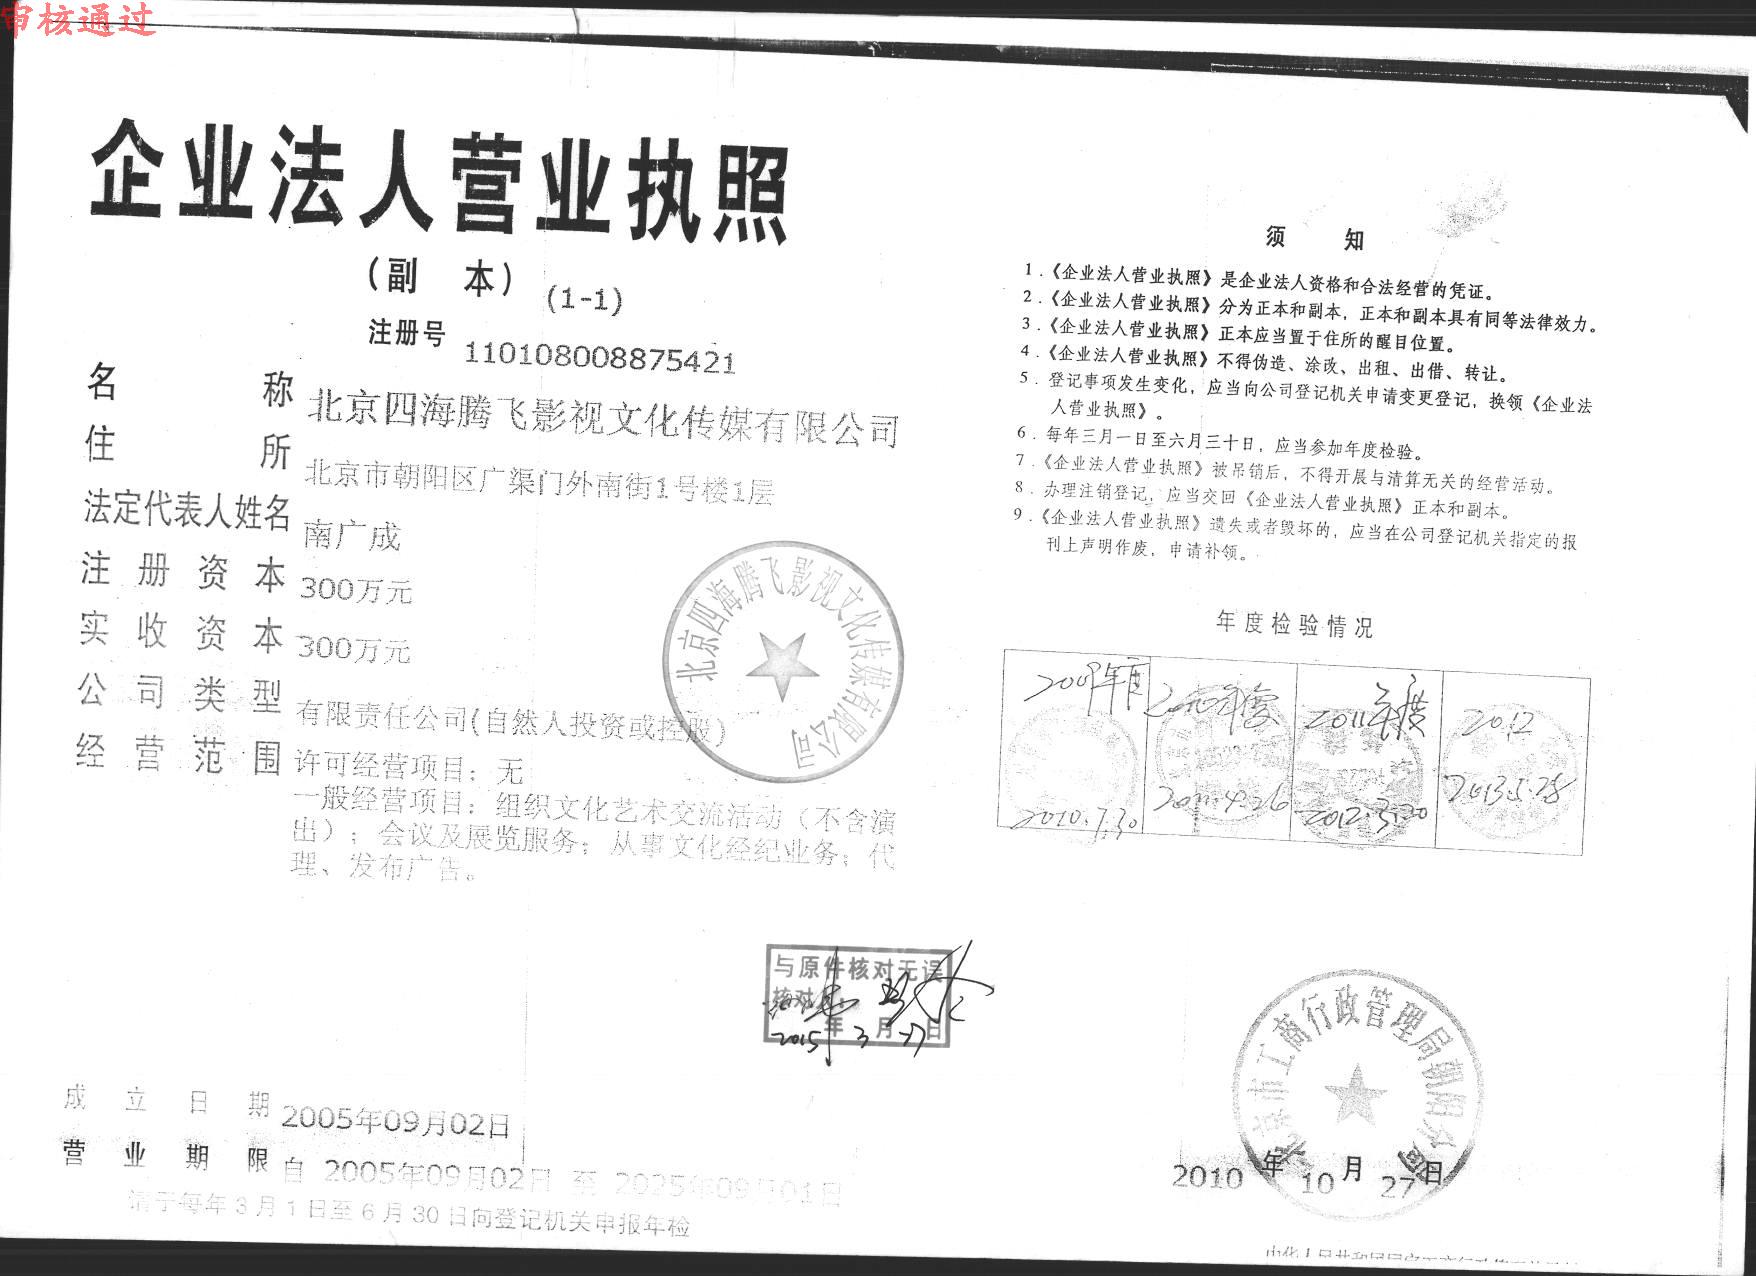 审核通过
企业法人营业执照
(副 本) (1-1)
注册号 110108008875421
名 称 北京四海腾飞影视文化传媒有限公司
住 所 北京市朝阳区广渠门外南街1号楼1层
法定代表人姓名 南广成
注册资本 300万元
实收资本 300万元
公司类型 有限责任公司(自然人投资或控股)
经营范围 许可经营项目：无
一般经营项目：组织文化艺术交流活动（不含演
出）；会议及展览服务；从事文化经纪业务；代
理、发布广告。
北京四海腾飞影视文化传媒有限公司
与原件核对无误
核对
2015年3月27日
成立日期 2005年09月02日
营业期限 自 2005年09月02日 至 2025年09月01日
请于每年3月1日至6月30日向登记机关申报年检
须 知
1．《企业法人营业执照》是企业法人资格和合法经营的凭证。
2．《企业法人营业执照》分为正本和副本，正本和副本具有同等法律效力。
3．《企业法人营业执照》正本应当置于住所的醒目位置。
4．《企业法人营业执照》不得伪造、涂改、出租、出借、转让。
5．登记事项发生变化，应当向公司登记机关申请变更登记，换领《企业法
人营业执照》。
6．每年三月一日至六月三十日，应当参加年度检验。
7．《企业法人营业执照》被吊销后，不得开展与清算无关的经营活动。
8．办理注销登记，应当交回《企业法人营业执照》正本和副本。
9．《企业法人营业执照》遗失或者毁坏的，应当在公司登记机关指定的报
刊上声明作废，申请补领。
年度检验情况
2009年度 2010年度 2011年度 2012
2010.7.30 2011.4.26 2012.3.20 2013.5.28
北京市工商行政管理局朝阳分局
2010年10月27日